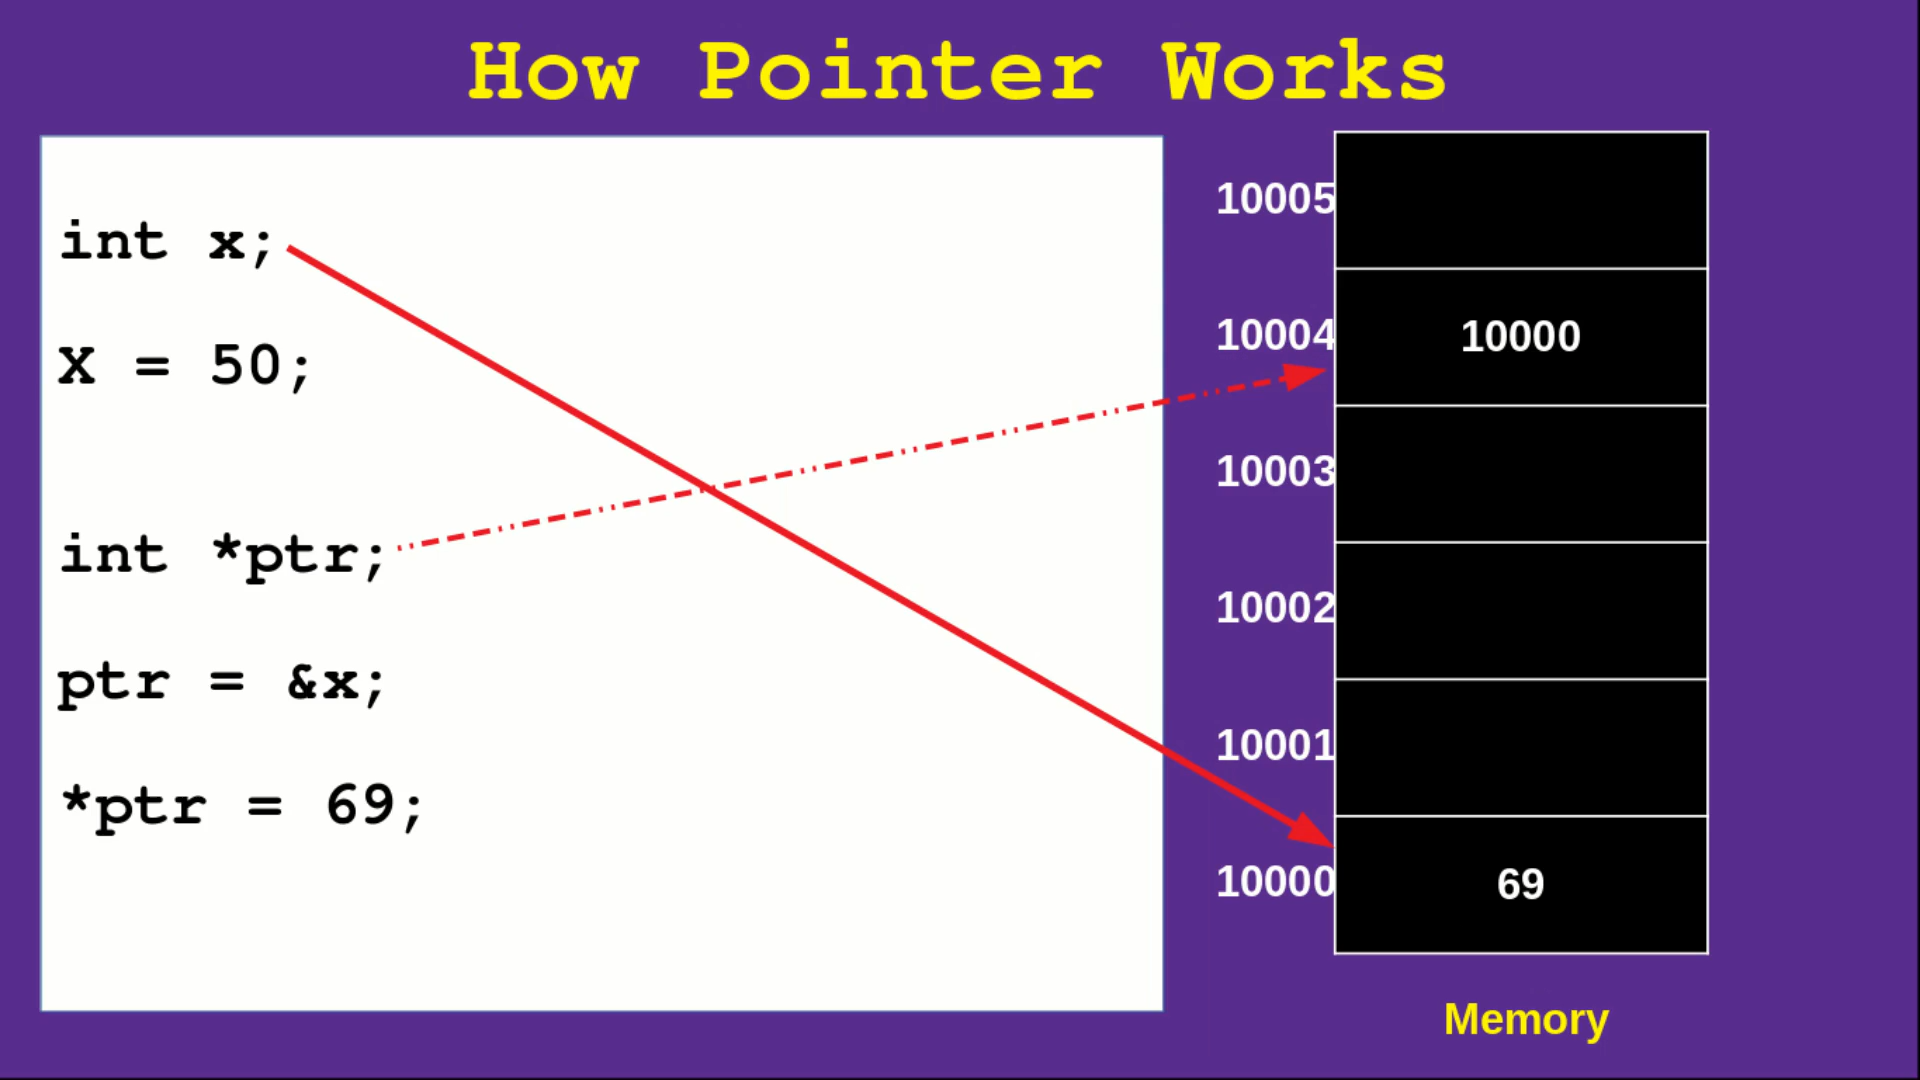 How Pointer Works
int x;
X = 50;
int *ptr;
ptr = &x;
*ptr = 69;
10005
10004
10000
10003
10002
10001
10000
69
Memory